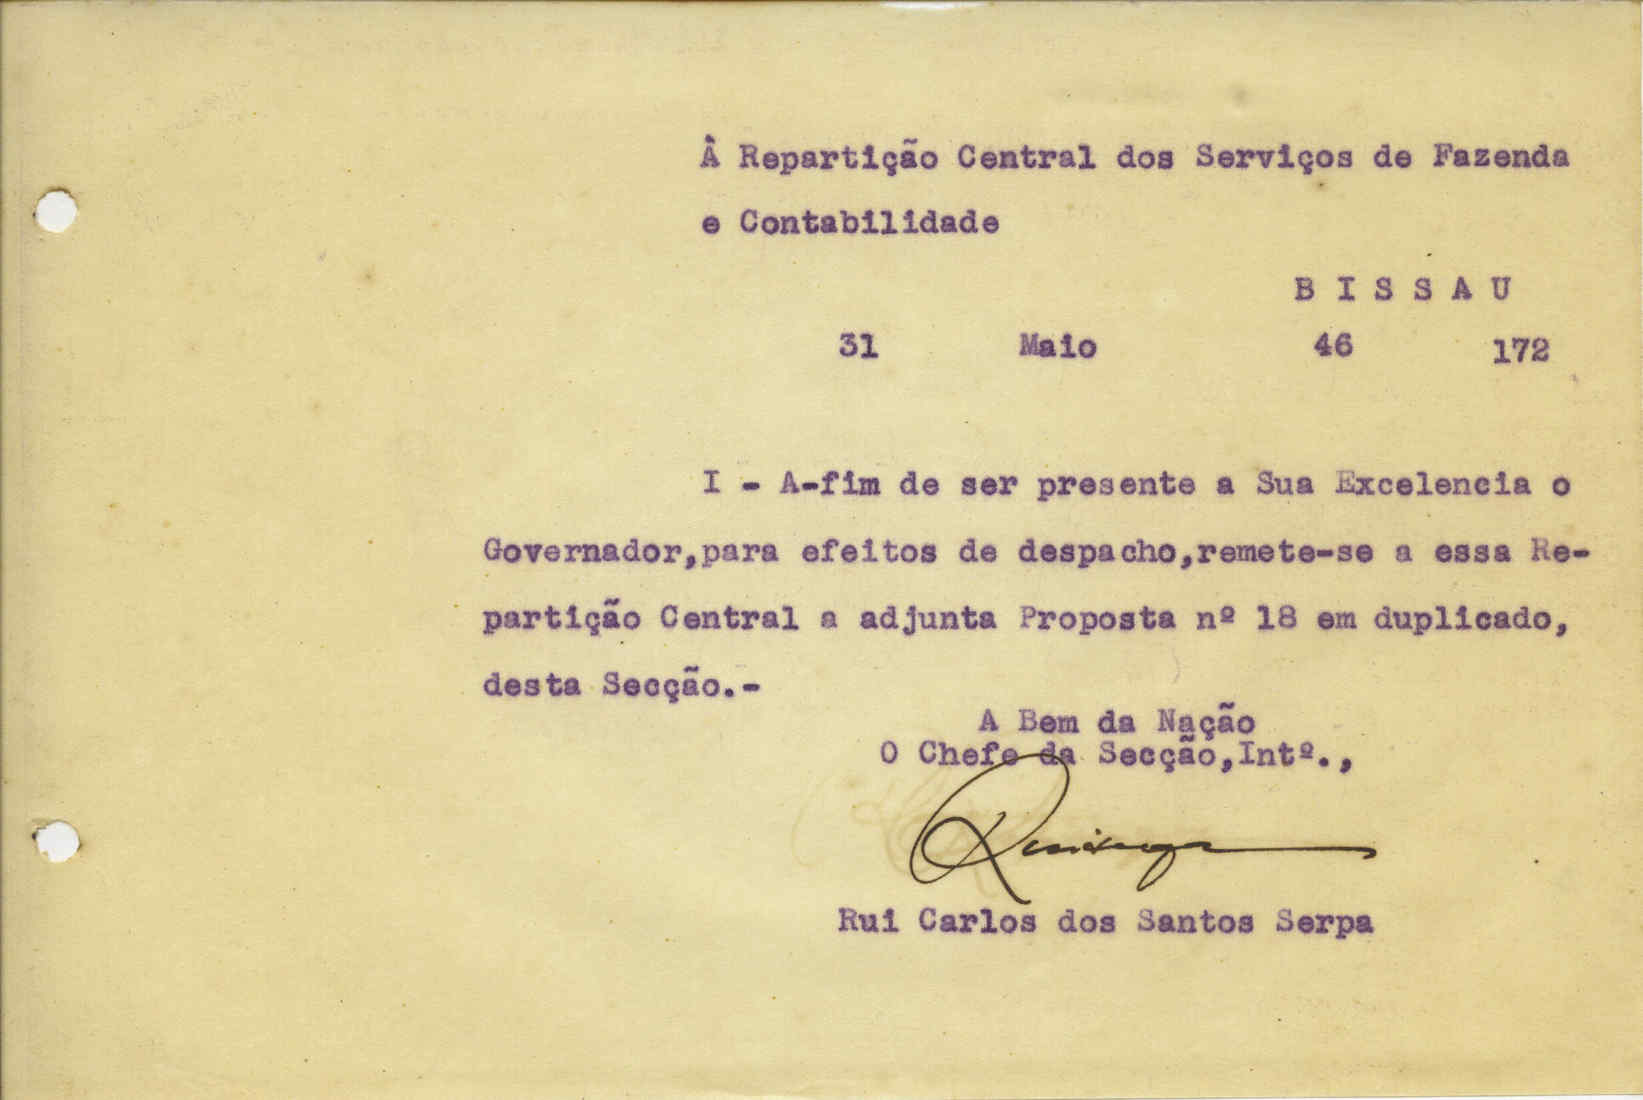 À Repartição Central dos Serviços de Fazenda
e Contabilidade
B I S S A U
31 Maio 46 172
I - A-fim de ser presente a Sua Excelencia o
Governador,para efeitos de despacho,remete-se a essa Re-
partição Central a adjunta Proposta nº 18 em duplicado,
desta Secção.-
A Bem da Nação
O Chefe da Secção,Intº.,
Rui Carlos dos Santos Serpa